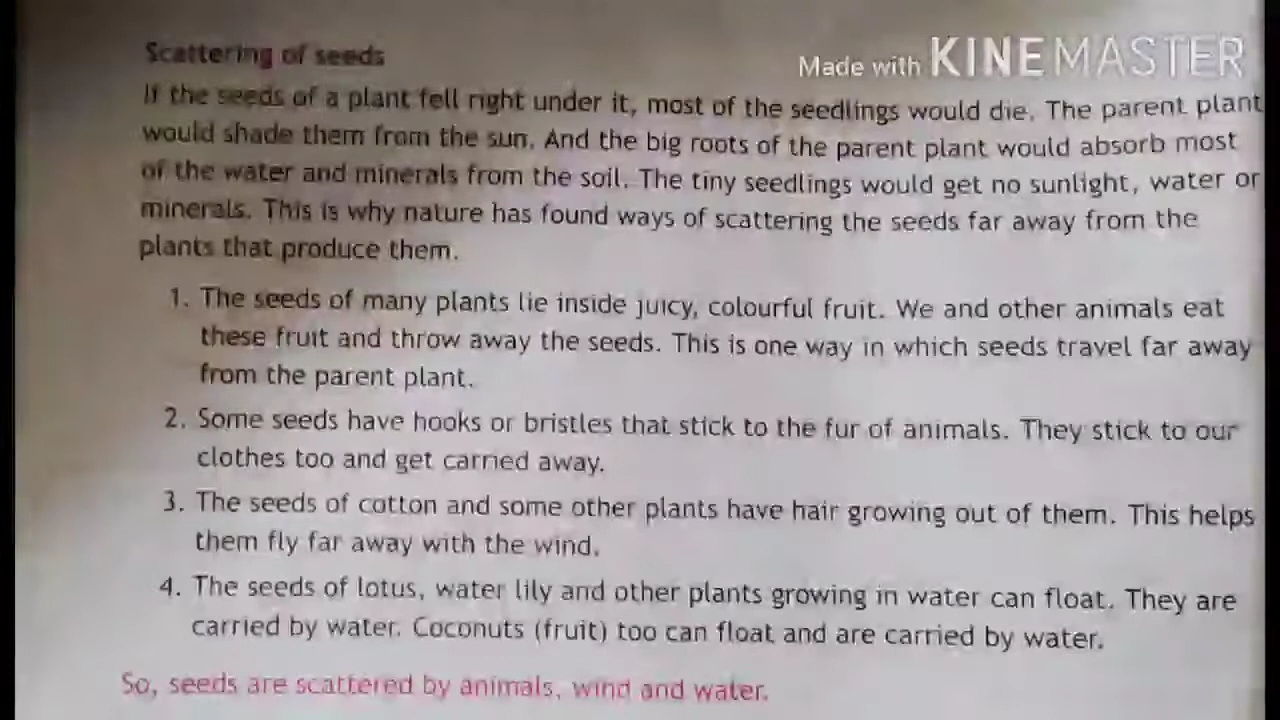 Scattering of seeds
Made with KINEMASTER
If the seeds of a plant fell right under it, most of the seedlings would die. The parent plant
would shade them from the sun. And the big roots of the parent plant would absorb most
of the water and minerals from the soil. The tiny seedlings would get no sunlight, water or
minerals. This is why nature has found ways of scattering the seeds far away from the
plants that produce them.
1. The seeds of many plants lie inside juicy, colourful fruit. We and other animals eat
these fruit and throw away the seeds. This is one way in which seeds travel far away
from the parent plant.
2. Some seeds have hooks or bristles that stick to the fur of animals. They stick to our
clothes too and get carried away.
3. The seeds of cotton and some other plants have hair growing out of them. This helps
them fly far away with the wind.
4. The seeds of lotus, water lily and other plants growing in water can float. They are
carried by water. Coconuts (fruit) too can float and are carried by water.
So, seeds are scattered by animals, wind and water.